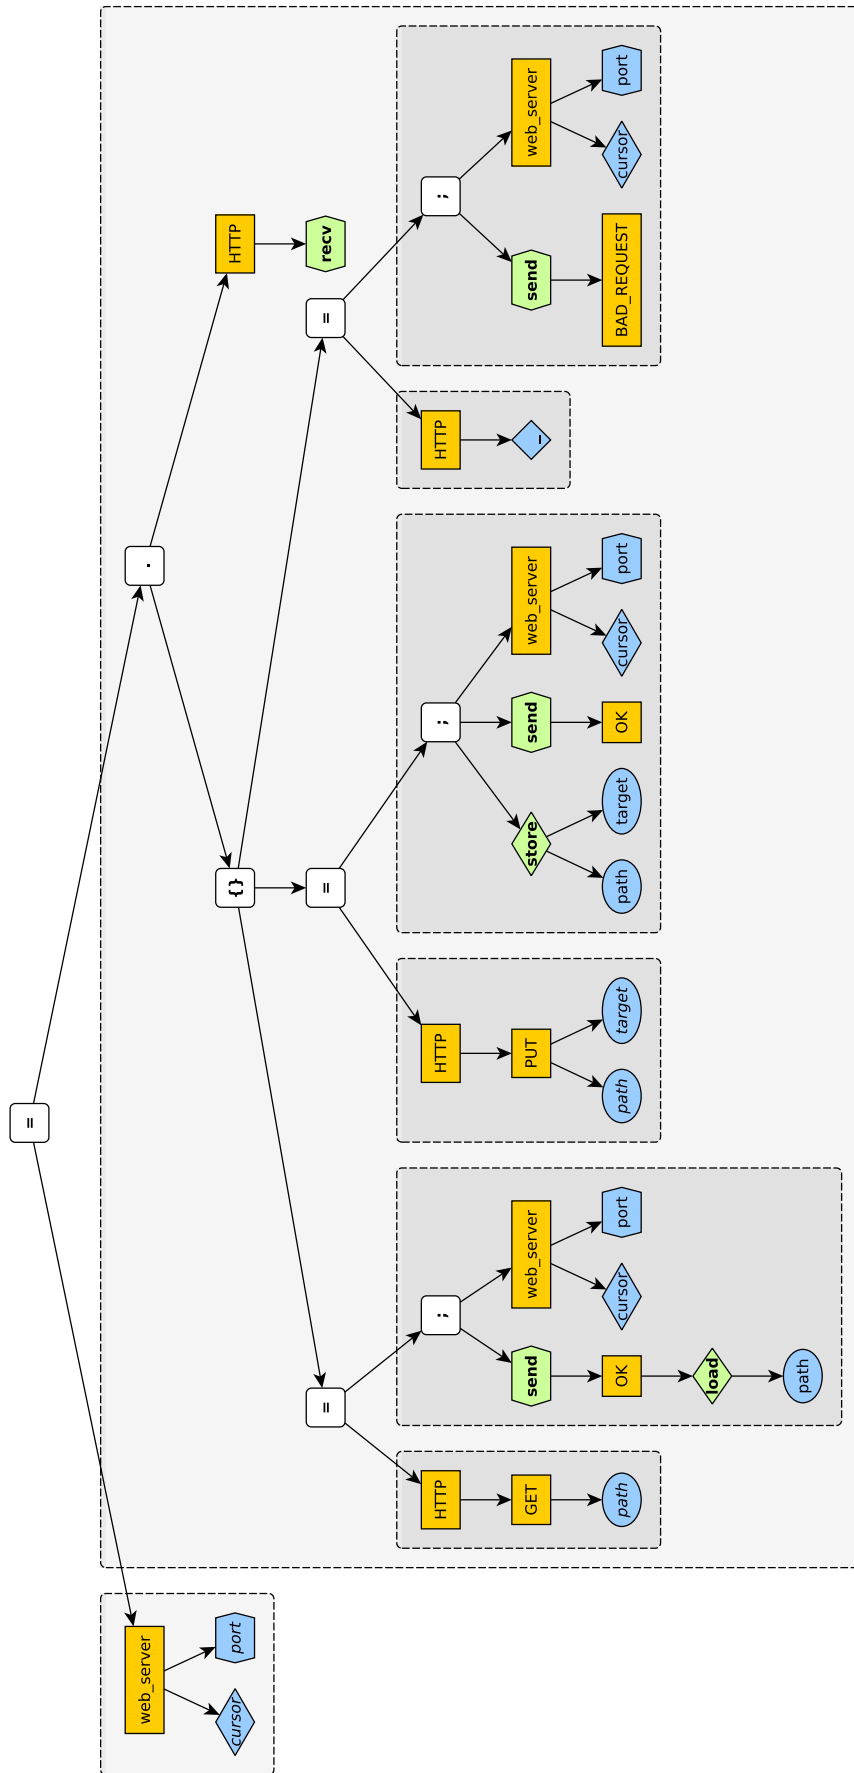 =
web_server .
cursor port {} HTTP
= = = recv
HTTP ; HTTP ; HTTP ;
GET send web_server PUT store send web_server _ send web_server
path OK cursor port path target path target OK cursor port BAD_REQUEST cursor port
load
path